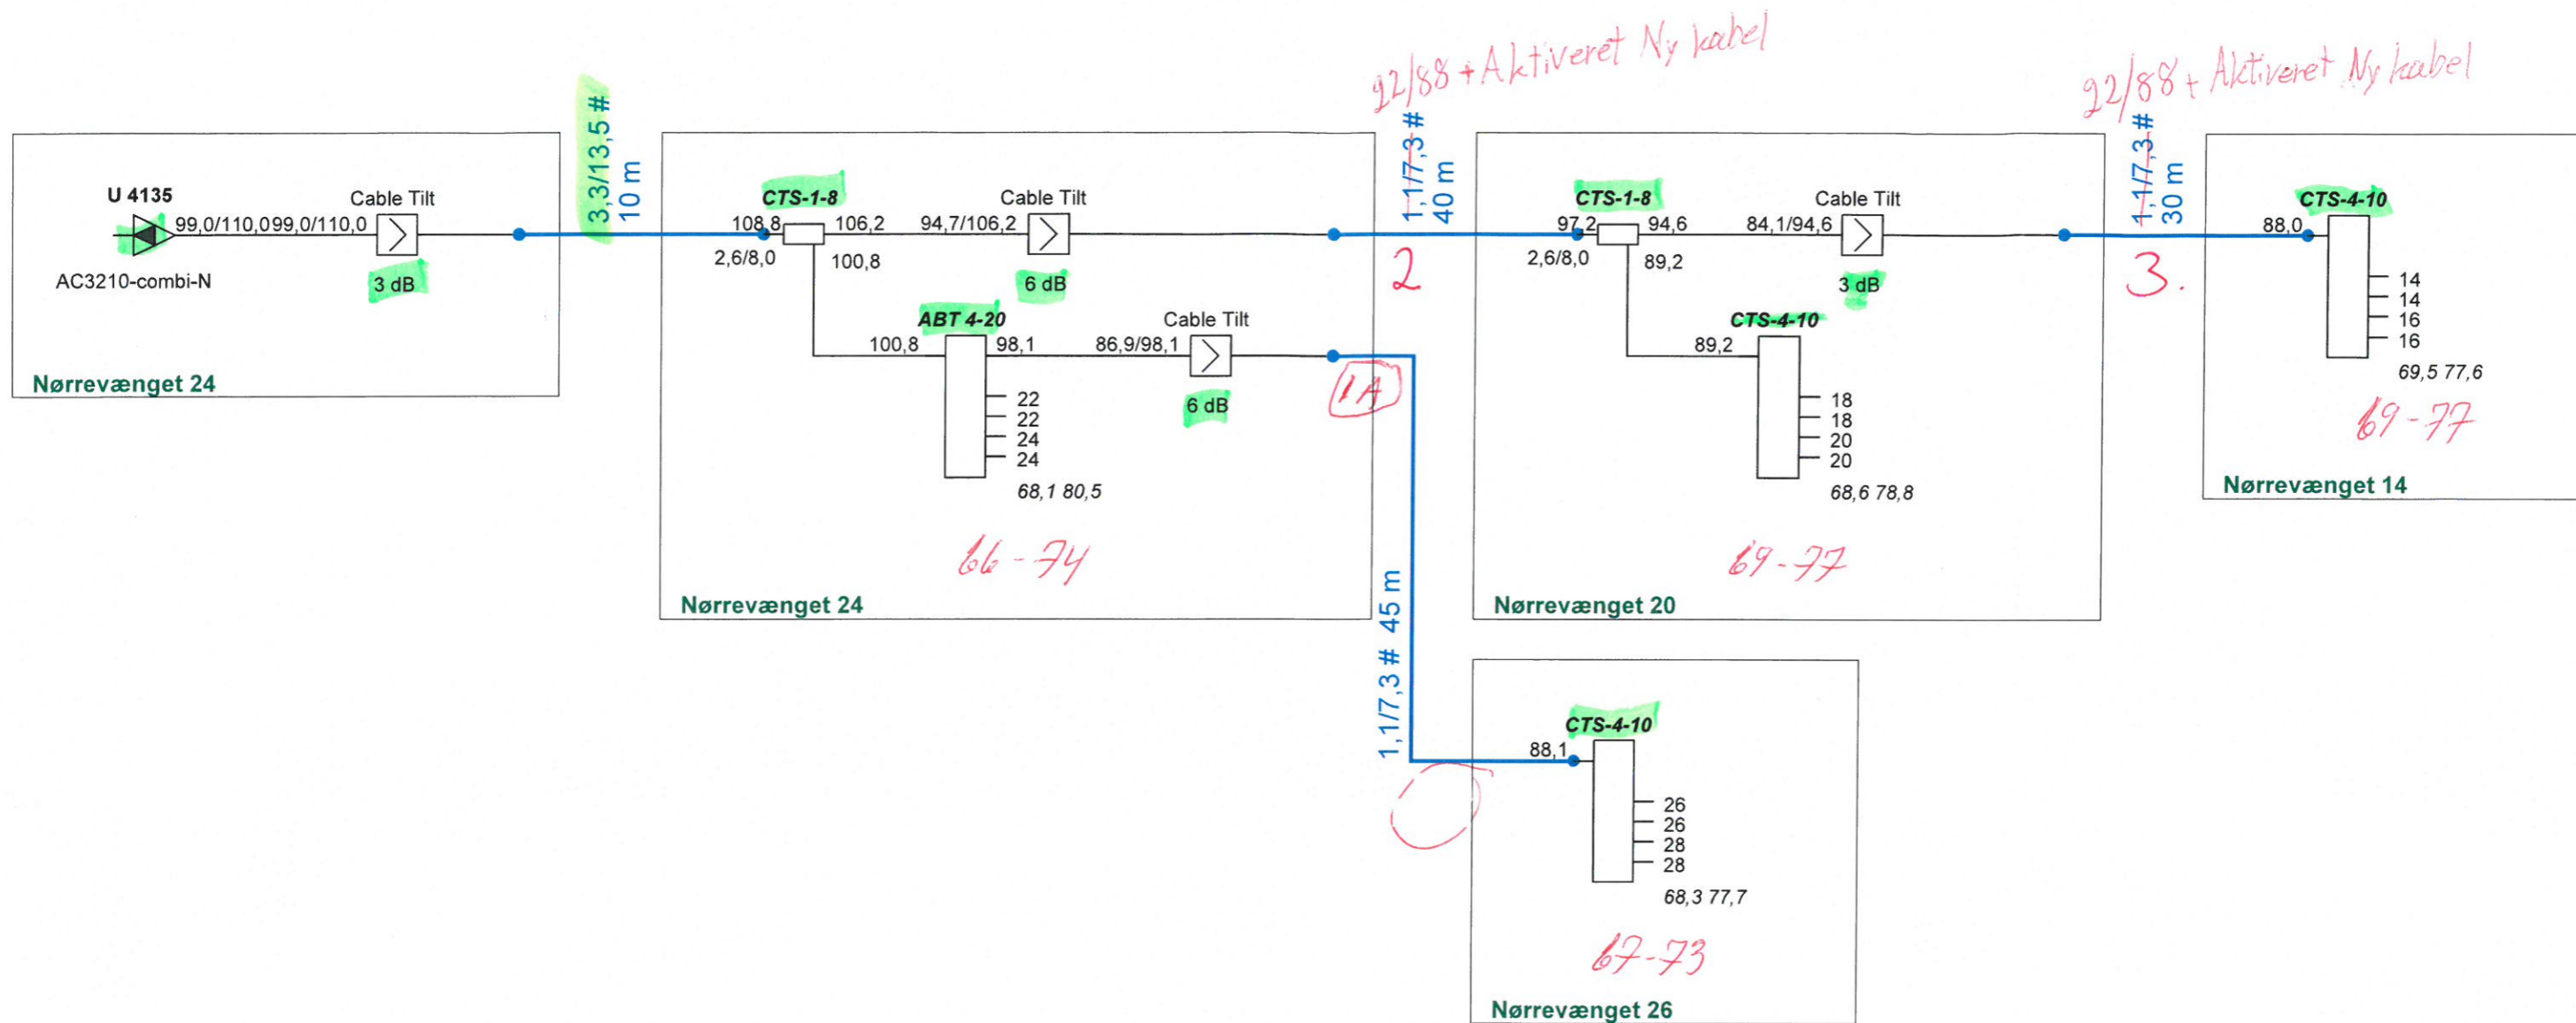 22/88 + Aktiveret Ny kabel
22/88 + Aktiveret Ny kabel
U 4135
99,0/110,099,0/110,0
Cable Tilt
3 dB
AC3210-combi-N
Nørrevænget 24
3,3/13,5 #
10 m
CTS-1-8
108,8
106,2
94,7/106,2
Cable Tilt
2,6/8,0
100,8
6 dB
ABT 4-20
100,8
98,1
86,9/98,1
Cable Tilt
6 dB
22
22
24
24
68,1 80,5
66-74
Nørrevænget 24
1,1/7,3 #
40 m
2
1A
1,1/7,3 # 45 m
CTS-1-8
97,2
94,6
84,1/94,6
Cable Tilt
2,6/8,0
89,2
3 dB
CTS-4-10
89,2
18
18
20
20
68,6 78,8
69-77
Nørrevænget 20
1,1/7,3 #
30 m
3.
CTS-4-10
88,0
14
14
16
16
69,5 77,6
69-77
Nørrevænget 14
CTS-4-10
88,1
26
26
28
28
68,3 77,7
67-73
Nørrevænget 26